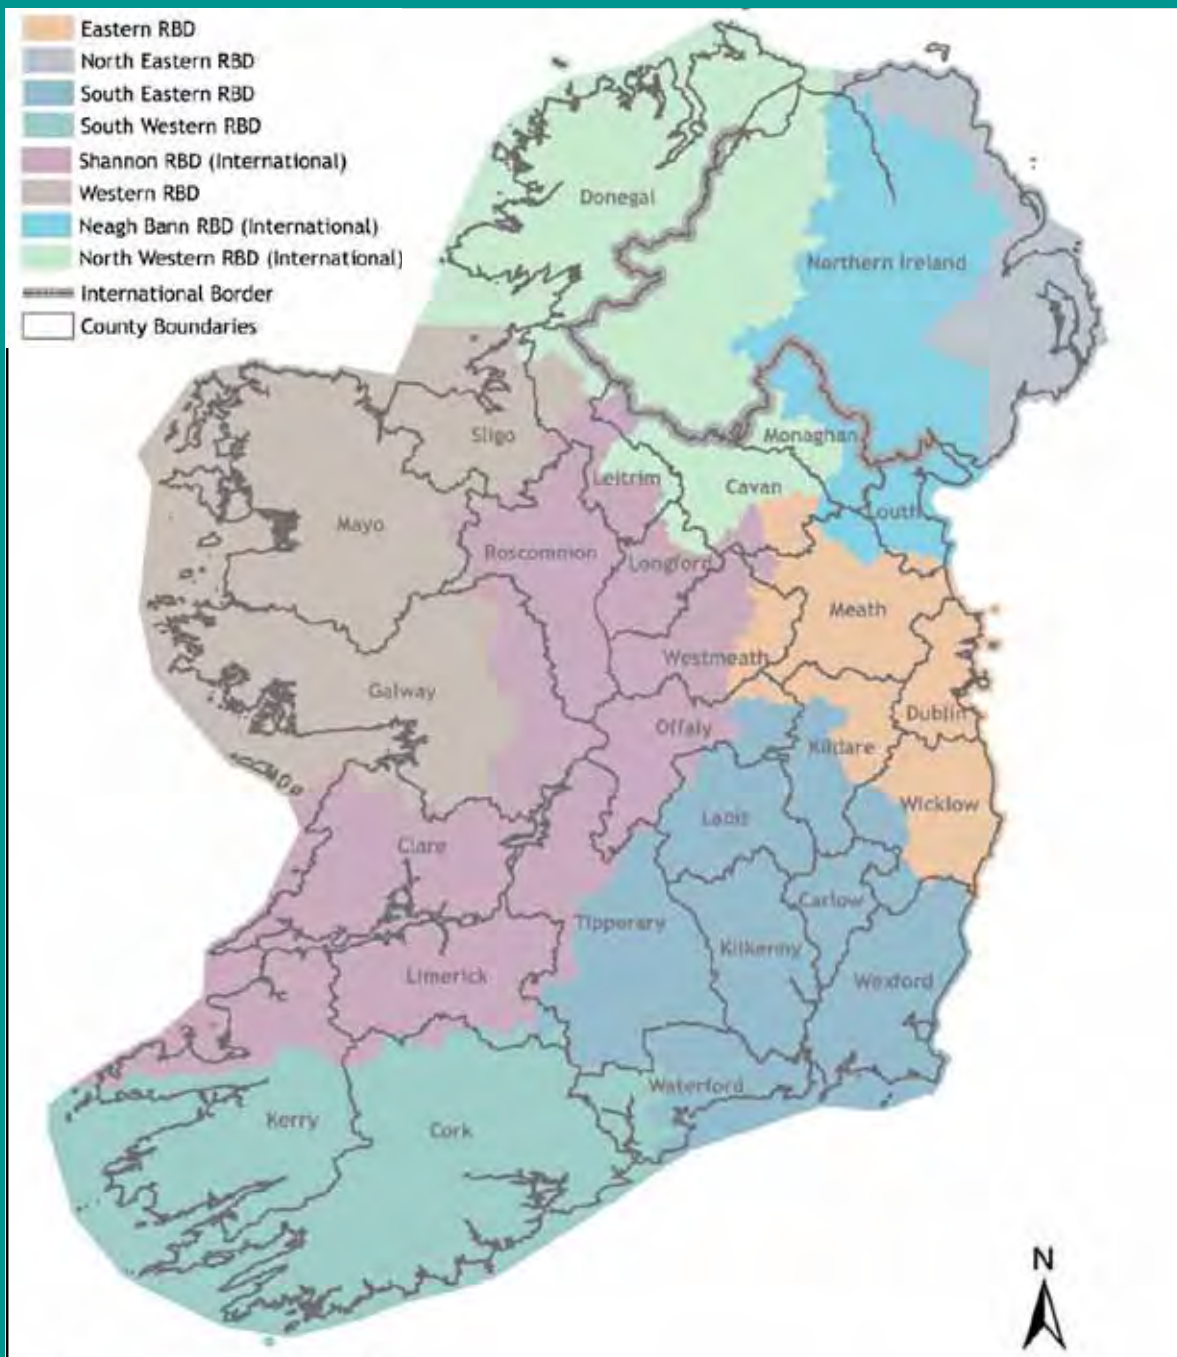 Eastern RBD
North Eastern RBD
South Eastern RBD
South Western RBD
Shannon RBD (International)
Western RBD
Neagh Bann RBD (International)
North Western RBD (International)
International Border
County Boundaries
Donegal
Northern Ireland
Sligo
Monaghan
Leitrim
Cavan
Louth
Mayo
Roscommon
Longford
Meath
Westmeath
Galway
Offaly
Dublin
Kildare
Wicklow
Laois
Clare
Carlow
Tipperary
Kilkenny
Limerick
Wexford
Waterford
Kerry
Cork
N